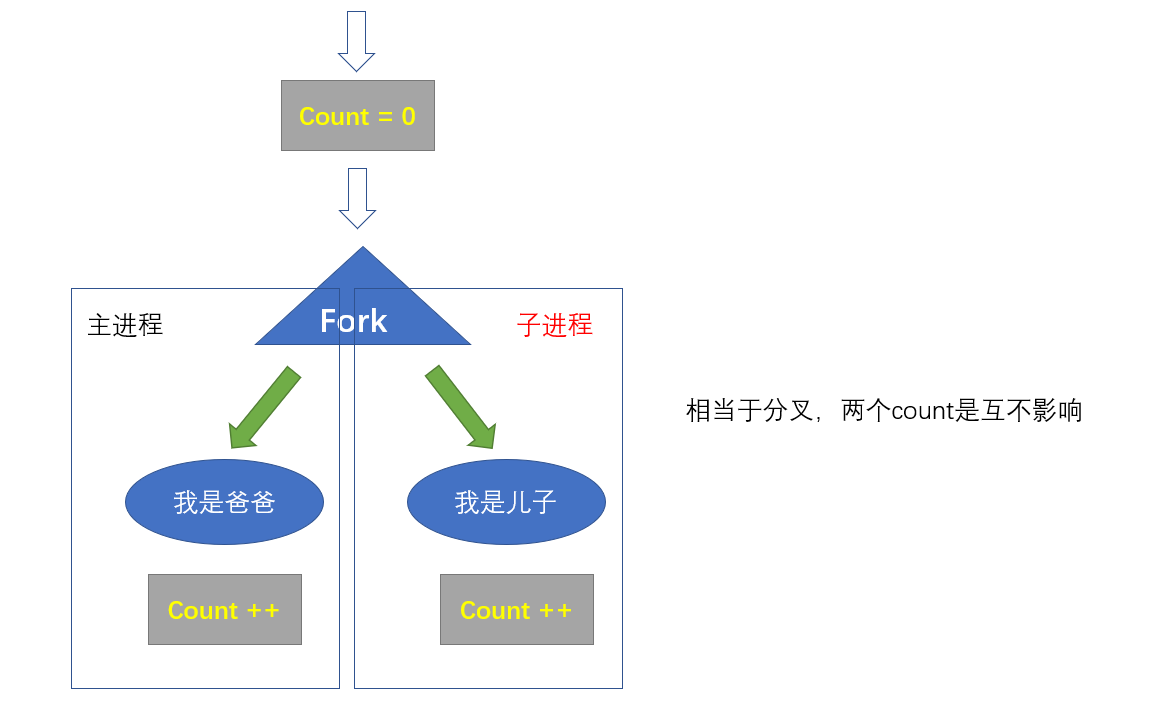 Count = 0
Fork
主进程
子进程
相当于分叉，两个count是互不影响
我是爸爸
我是儿子
Count ++
Count ++